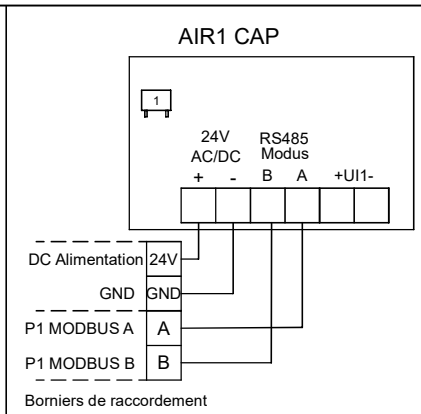 AIR1 CAP
1
24V
AC/DC
RS485
Modus
+ - B A +UI1-
DC Alimentation 24V
GND GND
P1 MODBUS A A
P1 MODBUS B B
Borniers de raccordement